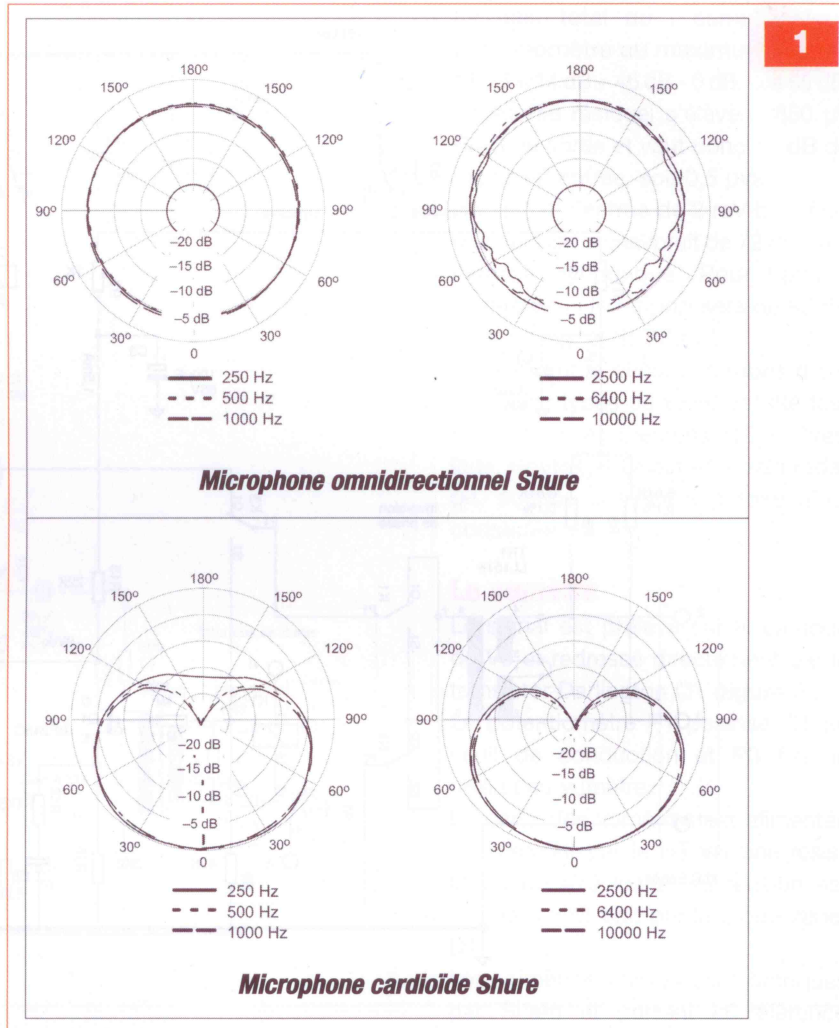 1
180º
150º 150º
120º 120º
90º 90º
60º 60º
30º 30º
0
–20 dB
–15 dB
–10 dB
–5 dB
250 Hz
500 Hz
1000 Hz
180º
150º 150º
120º 120º
90º 90º
60º 60º
30º 30º
0
–20 dB
–15 dB
–10 dB
–5 dB
2500 Hz
6400 Hz
10000 Hz
Microphone omnidirectionnel Shure
180º
150º 150º
120º 120º
90º 90º
60º 60º
30º 30º
0
–20 dB
–15 dB
–10 dB
–5 dB
250 Hz
500 Hz
1000 Hz
180º
150º 150º
120º 120º
90º 90º
60º 60º
30º 30º
0
–20 dB
–15 dB
–10 dB
–5 dB
2500 Hz
6400 Hz
10000 Hz
Microphone cardioïde Shure